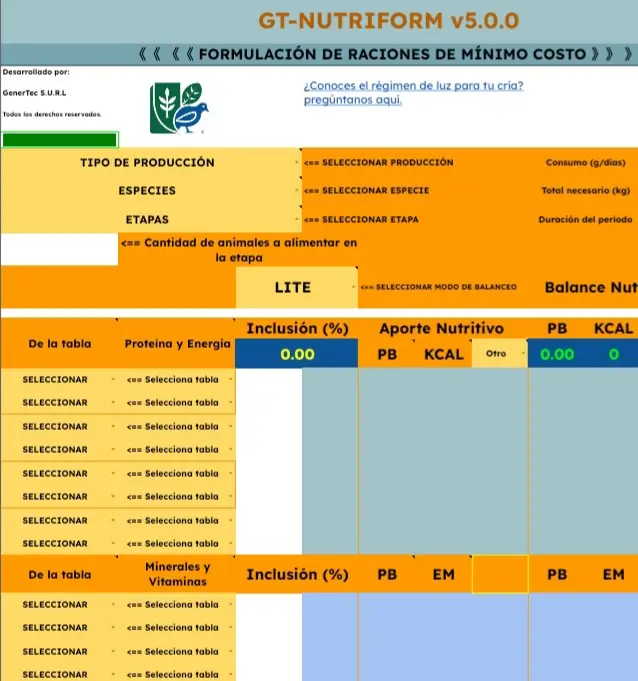 GT-NUTRIFORM v5.0.0
《 《 《 《 FORMULACIÓN DE RACIONES DE MÍNIMO COSTO 》 》 》
Desarrollado por:
GenerTec S.U.R.L
Todos los derechos reservados.
¿Conoces el régimen de luz para tu cría?
pregúntanos aquí.
TIPO DE PRODUCCIÓN <== SELECCIONAR PRODUCCIÓN Consumo (g/días)
ESPECIES <== SELECCIONAR ESPECIE Total necesario (kg)
ETAPAS <== SELECCIONAR ETAPA Duración del periodo
<== Cantidad de animales a alimentar en
la etapa
LITE <== SELECCIONAR MODO DE BALANCEO Balance Nut
De la tabla Proteína y Energía Inclusión (%) Aporte Nutritivo PB KCAL
0.00 PB KCAL Otro 0.00 0
SELECCIONAR <== Selecciona tabla
SELECCIONAR <== Selecciona tabla
SELECCIONAR <== Selecciona tabla
SELECCIONAR <== Selecciona tabla
SELECCIONAR <== Selecciona tabla
SELECCIONAR <== Selecciona tabla
SELECCIONAR <== Selecciona tabla
SELECCIONAR <== Selecciona tabla
De la tabla Minerales y
Vitaminas Inclusión (%) PB EM PB EM
SELECCIONAR <== Selecciona tabla
SELECCIONAR <== Selecciona tabla
SELECCIONAR <== Selecciona tabla
SELECCIONAR <== Selecciona tabla